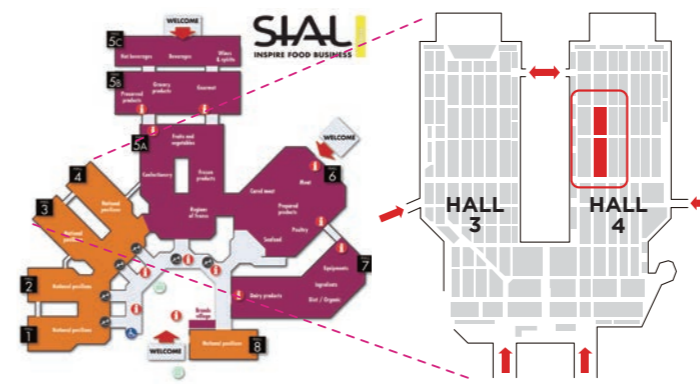 WELCOME
SIAL
INSPIRE FOOD BUSINESS
5C
Hot beverages
Beverages
Wines
& spirits
5B
Preserved
products
Grocery
products
Gourmet
5A
Fruits and
vegetables
Confectionery
Frozen
products
Regions
of France
WELCOME
6
Meat
Cured meat
Prepared
products
Poultry
Seafood
7
Equipments
Ingredients
Diet / Organic
Dairy products
4
National pavilions
3
National pavilions
2
National pavilions
1
National pavilions
Brands
village
WELCOME
National pavilions
8
HALL
3
HALL
4